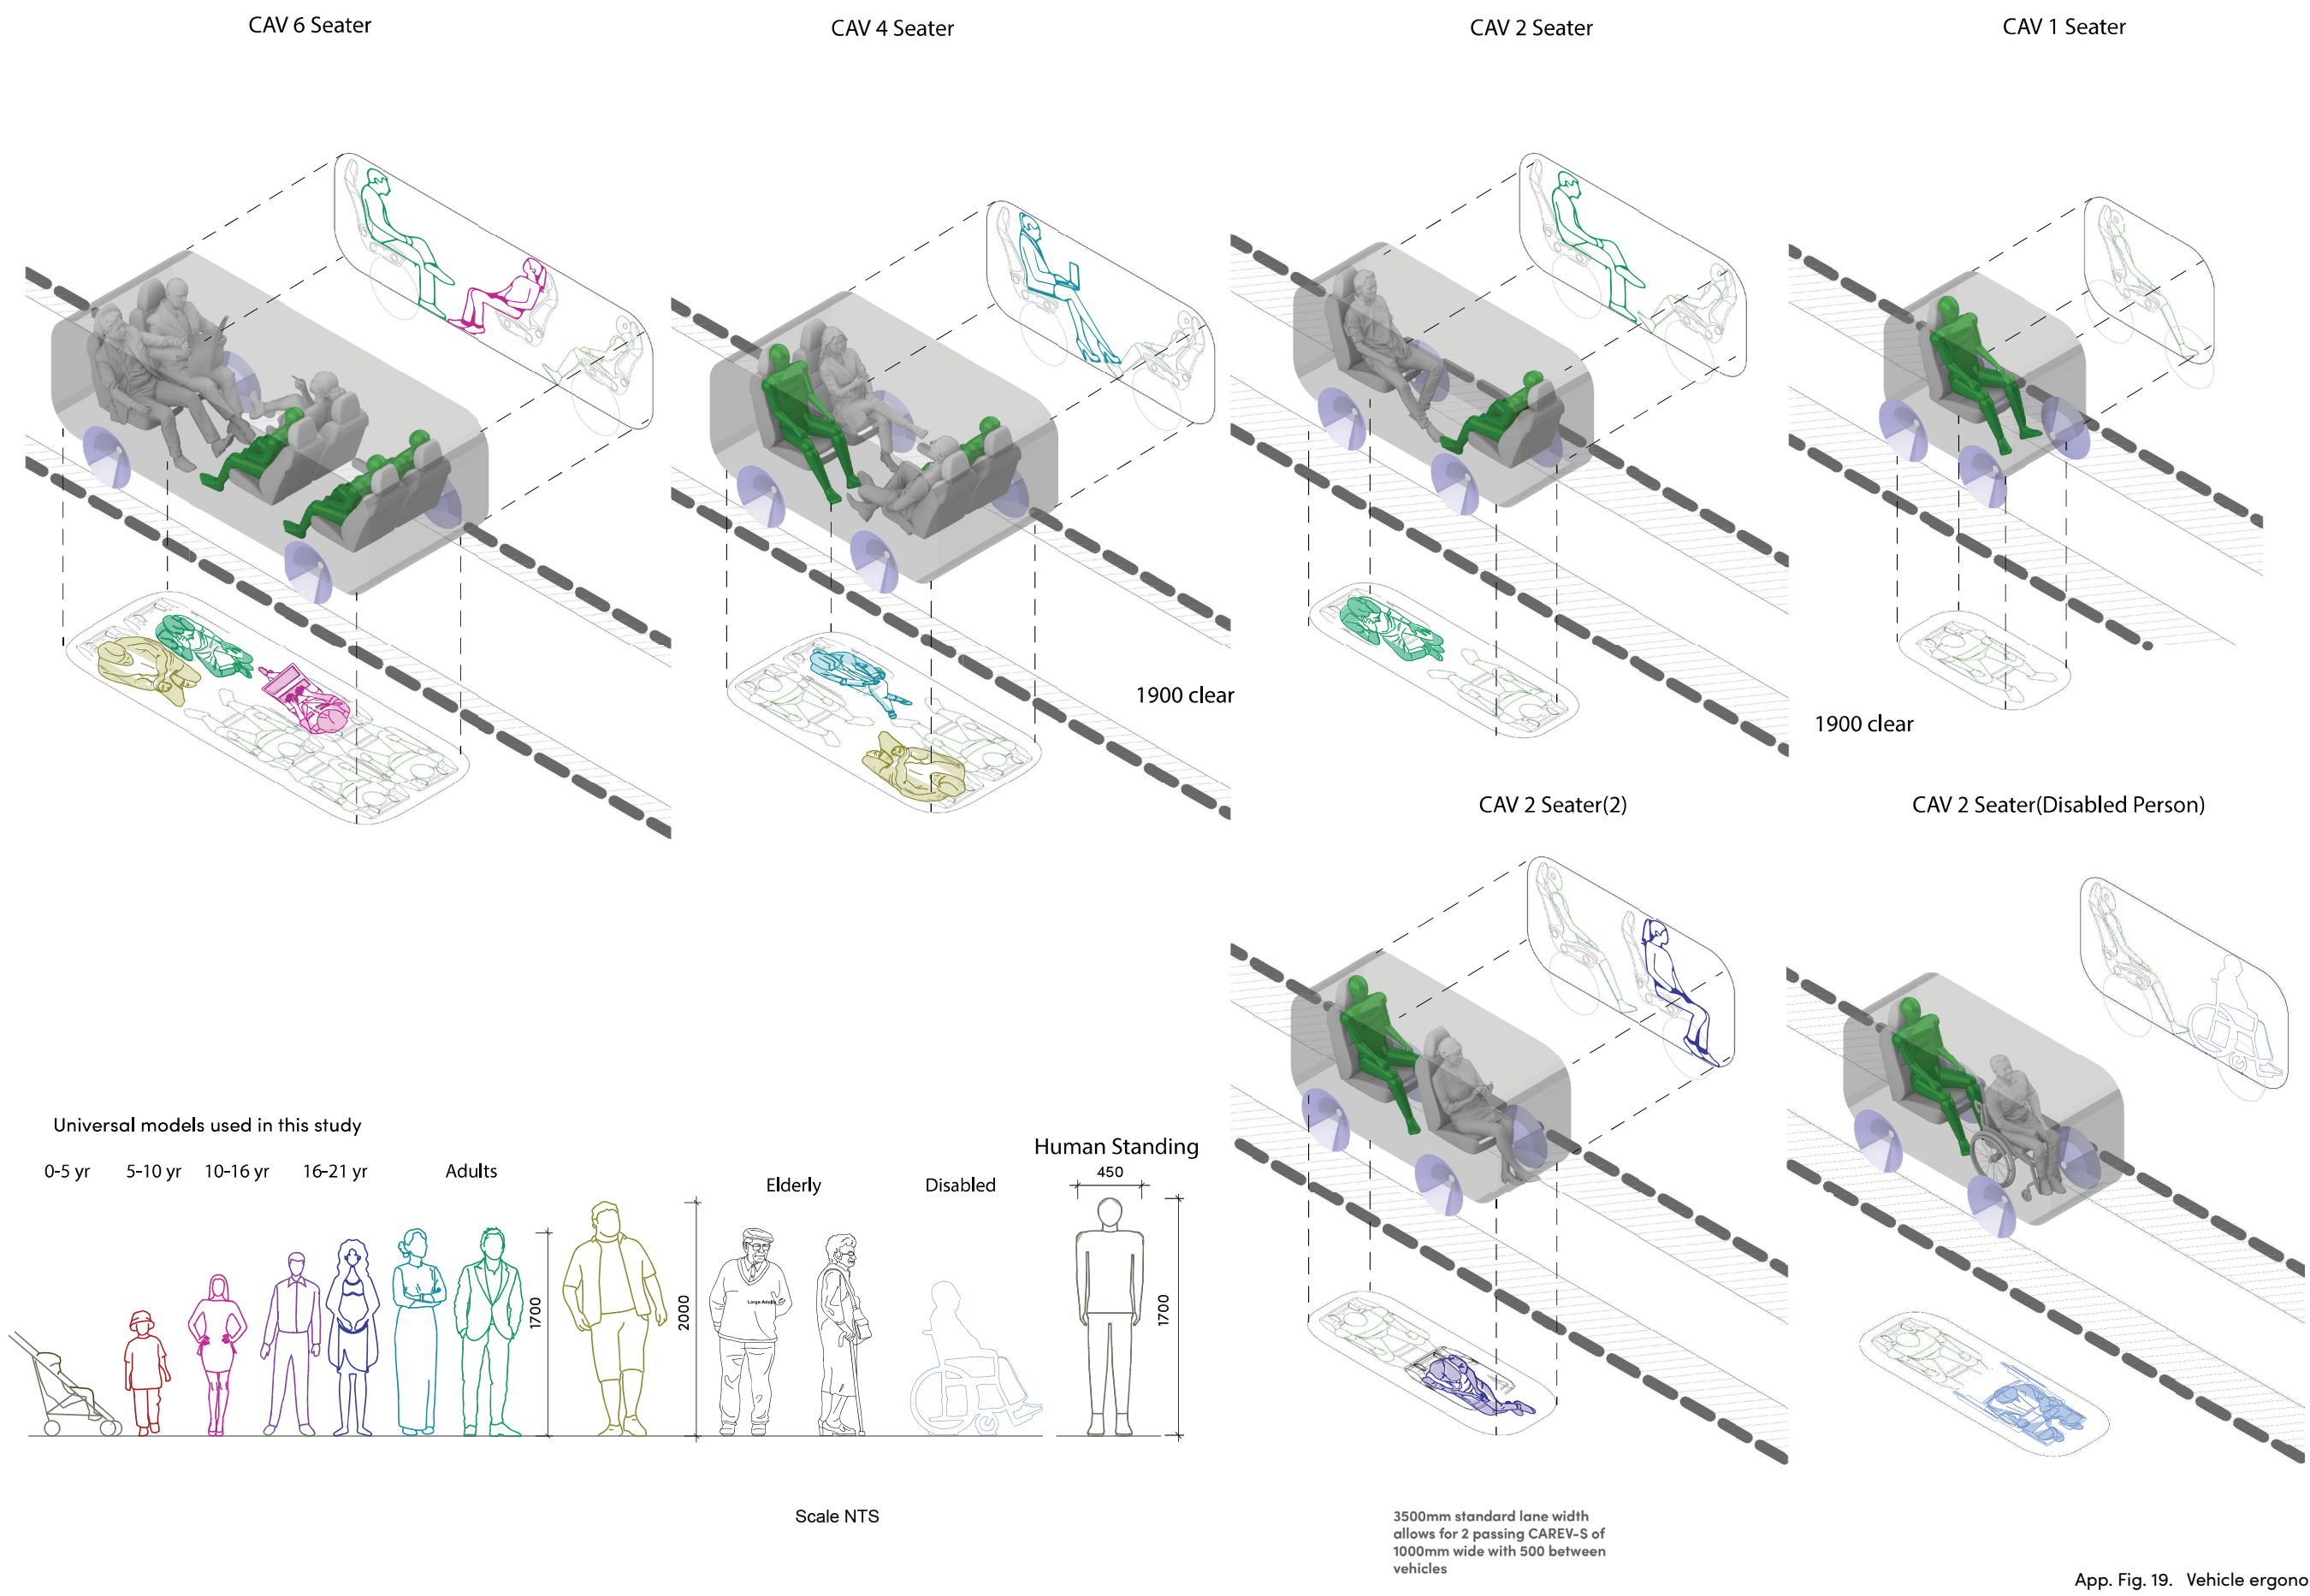 CAV 6 Seater
CAV 4 Seater
CAV 2 Seater
CAV 1 Seater
1900 clear
1900 clear
CAV 2 Seater(2)
CAV 2 Seater(Disabled Person)
Universal models used in this study
Human Standing
0-5 yr
5-10 yr
10-16 yr
16-21 yr
Adults
Elderly
Disabled
450
1700
2000
Large Adult
1700
Scale NTS
3500mm standard lane width
allows for 2 passing CAREV-S of
1000mm wide with 500 between
vehicles
App. Fig. 19. Vehicle ergono